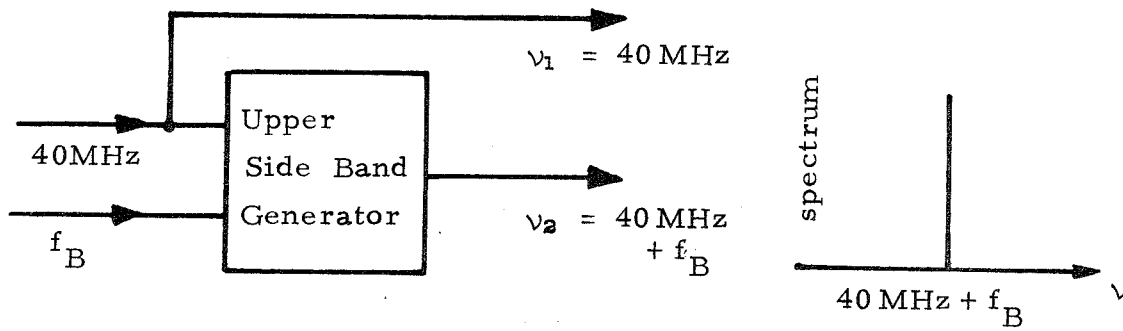 ν₁ = 40 MHz
40MHz
f_B
Upper
Side Band
Generator
ν₂ = 40 MHz
+ f_B
spectrum
40 MHz + f_B
ν